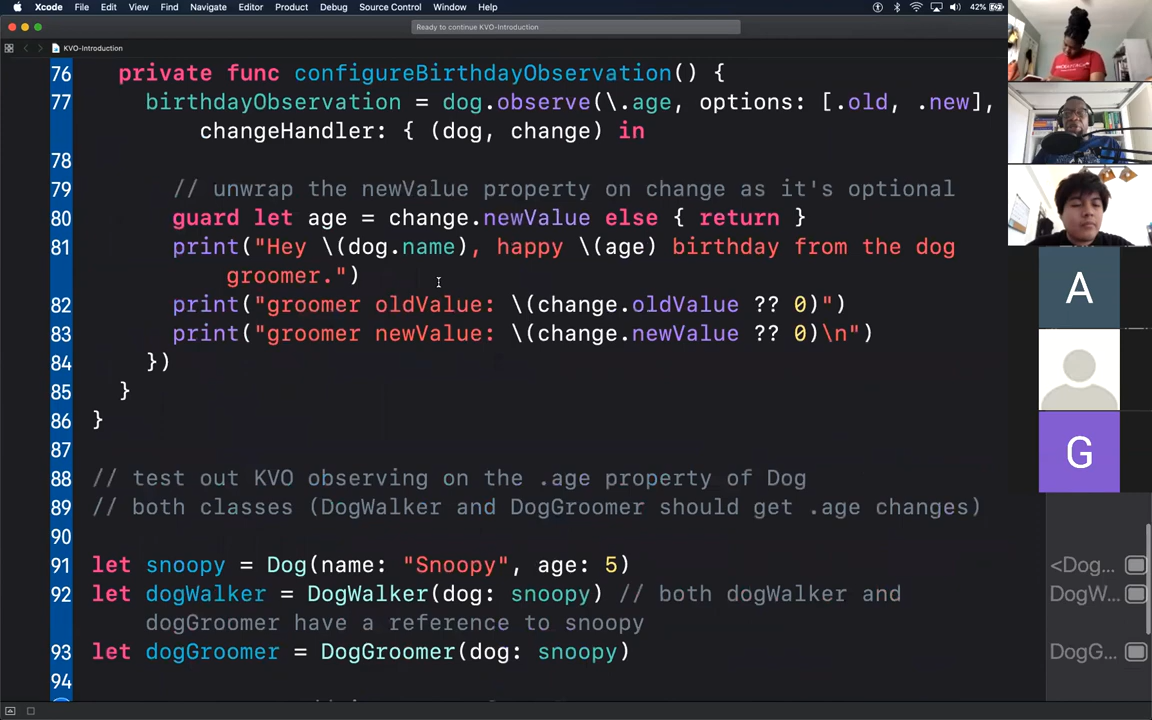 Xcode File Edit View Find Navigate Editor Product Debug Source Control Window Help 42%
Ready to continue KVO-Introduction
KVO-Introduction
76 private func configureBirthdayObservation() {
77 birthdayObservation = dog.observe(\.age, options: [.old, .new],
changeHandler: { (dog, change) in
78
79 // unwrap the newValue property on change as it's optional
80 guard let age = change.newValue else { return }
81 print("Hey \(dog.name), happy \(age) birthday from the dog
groomer.")
82 print("groomer oldValue: \(change.oldValue ?? 0)")
83 print("groomer newValue: \(change.newValue ?? 0)\n")
84 })
85 }
86 }
87
88 // test out KVO observing on the .age property of Dog
89 // both classes (DogWalker and DogGroomer should get .age changes)
90
91 let snoopy = Dog(name: "Snoopy", age: 5) <Dog...
92 let dogWalker = DogWalker(dog: snoopy) // both dogWalker and DogW...
dogGroomer have a reference to snoopy
93 let dogGroomer = DogGroomer(dog: snoopy) DogG...
94
A
G